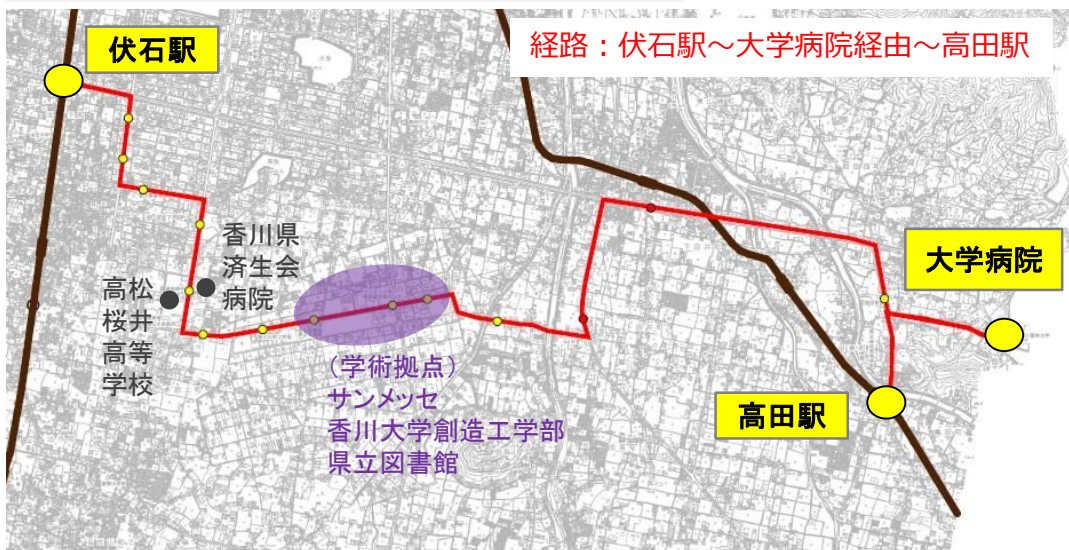 伏石駅
経路：伏石駅～大学病院経由～高田駅
香川県
済生会
病院
高松
桜井
高等
学校
大学病院
（学術拠点）
サンメッセ
香川大学創造工学部
県立図書館
高田駅